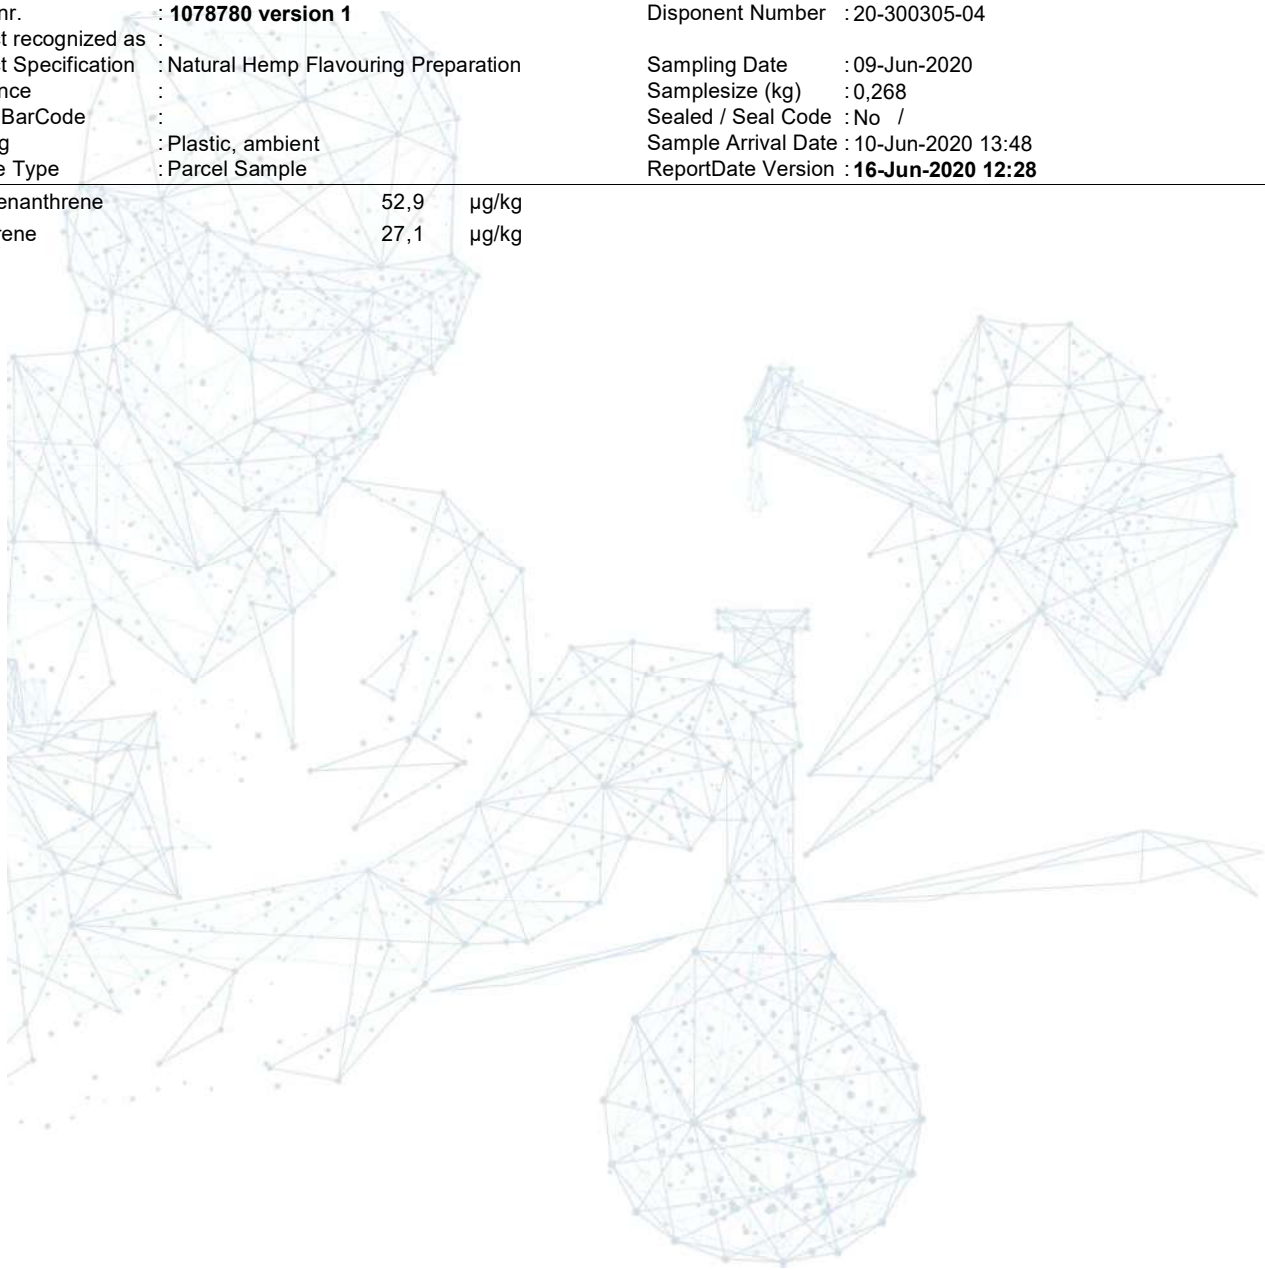 nr. : 1078780 version 1 Disponent Number : 20-300305-04
t recognized as :
t Specification : Natural Hemp Flavouring Preparation Sampling Date : 09-Jun-2020
nce : Samplesize (kg) : 0,268
BarCode : Sealed / Seal Code : No /
g : Plastic, ambient Sample Arrival Date : 10-Jun-2020 13:48
e Type : Parcel Sample ReportDate Version : 16-Jun-2020 12:28
enanthrene 52,9 µg/kg
ene 27,1 µg/kg